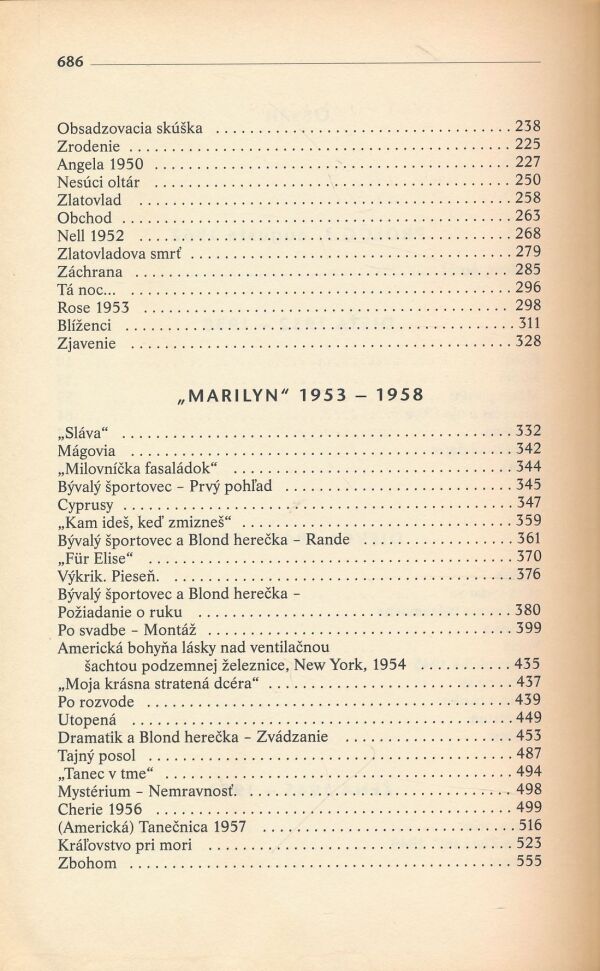 686
Obsadzovacia skúška ........................................ 238
Zrodenie ........................................ 225
Angela 1950 ........................................ 227
Nesúci oltár ........................................ 250
Zlatovlad ........................................ 258
Obchod ........................................ 263
Nell 1952 ........................................ 268
Zlatovladova smrť ........................................ 279
Záchrana ........................................ 285
Tá noc... ........................................ 296
Rose 1953 ........................................ 298
Blíženci ........................................ 311
Zjavenie ........................................ 328
„MARILYN“ 1953 – 1958
„Sláva“ ........................................ 332
Mágovia ........................................ 342
„Milovníčka fasaládok“ ........................................ 344
Bývalý športovec – Prvý pohľad ........................................ 345
Cyprusy ........................................ 347
„Kam ideš, keď zmizneš“ ........................................ 359
Bývalý športovec a Blond herečka – Rande .................... 361
„Für Elise“ ........................................ 370
Výkrik. Pieseň. ........................................ 376
Bývalý športovec a Blond herečka –
Požiadanie o ruku ........................................ 380
Po svadbe – Montáž ........................................ 399
Americká bohyňa lásky nad ventilačnou
šachtou podzemnej železnice, New York, 1954 ........... 435
„Moja krásna stratená dcéra“ ........................................ 437
Po rozvode ........................................ 439
Utopená ........................................ 449
Dramatik a Blond herečka – Zvádzanie .................... 453
Tajný posol ........................................ 487
„Tanec v tme“ ........................................ 494
Mystérium – Nemravnosť. ........................................ 498
Cherie 1956 ........................................ 499
(Americká) Tanečnica 1957 ........................................ 516
Kráľovstvo pri mori ........................................ 523
Zbohom ........................................ 555